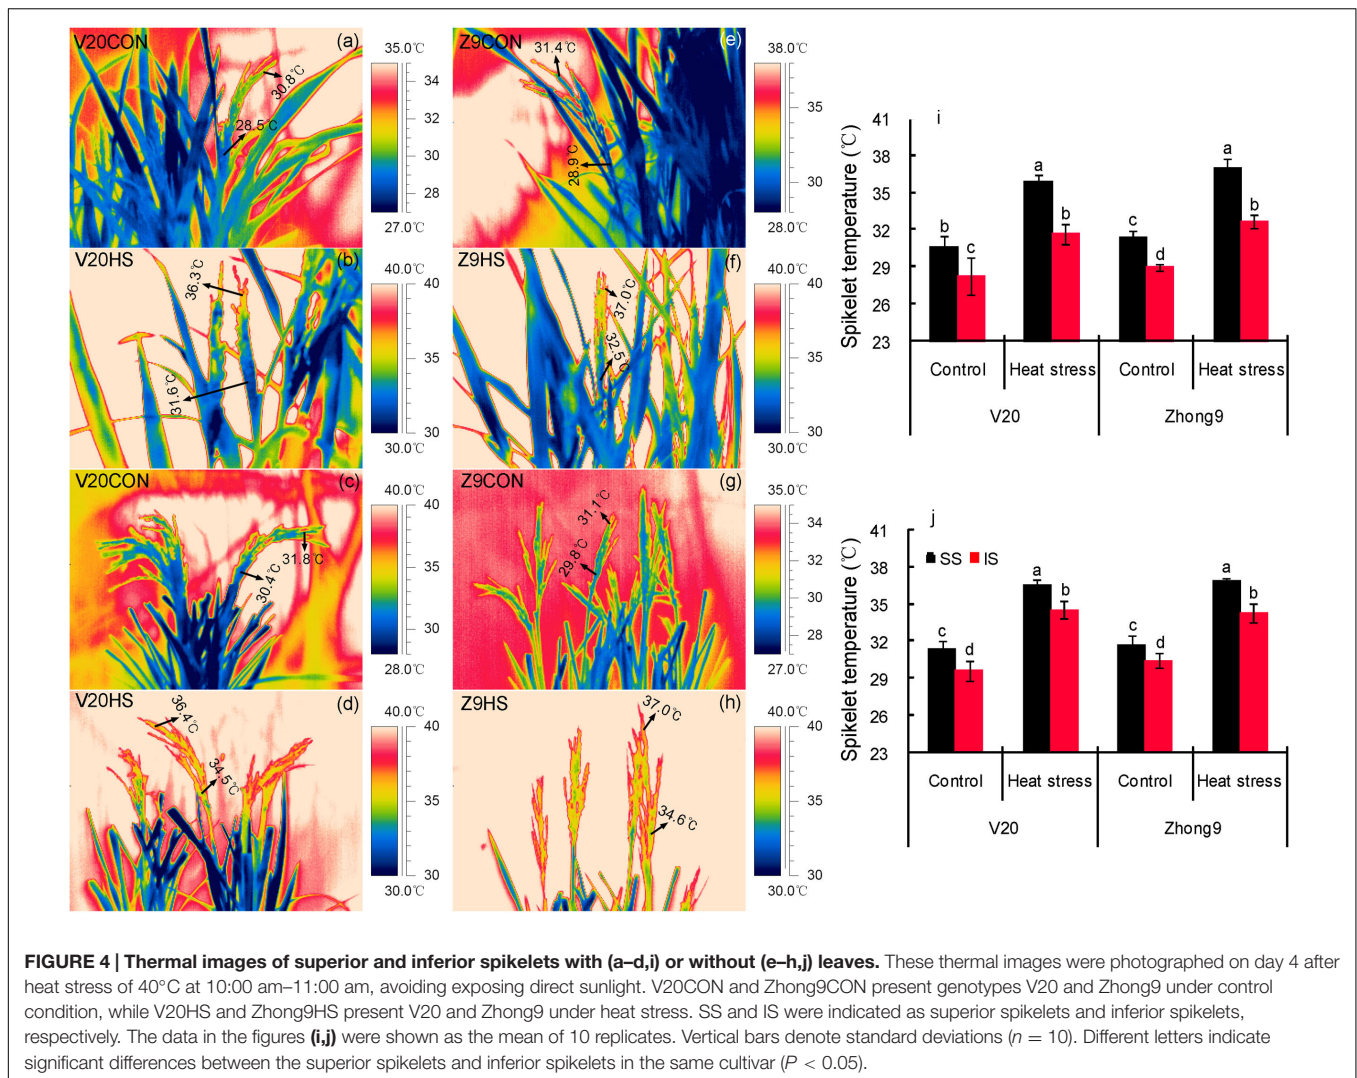 V20CON
(a)
30.8℃
28.5℃
35.0℃
34
32
30
28
27.0℃
Z9CON
(e)
31.4℃
28.9℃
38.0℃
35
30
28.0℃
V20HS
(b)
36.3℃
31.6℃
40.0℃
40
35
30
30.0℃
Z9HS
(f)
37.0℃
32.5℃
40.0℃
40
35
30
30.0℃
V20CON
(c)
31.8℃
30.4℃
40.0℃
40
35
30
28.0℃
Z9CON
(g)
31.1℃
29.8℃
35.0℃
34
32
30
28
27.0℃
V20HS
(d)
36.4℃
34.5℃
40.0℃
40
35
30
30.0℃
Z9HS
(h)
37.0℃
34.6℃
40.0℃
40
35
30
30.0℃
i
Spikelet temperature (℃)
41
38
35
32
29
26
23
b
c
a
b
c
d
a
b
Control
Heat stress
Control
Heat stress
V20
Zhong9
j
SS
IS
Spikelet temperature (℃)
41
38
35
32
29
26
23
c
d
a
b
c
d
a
b
Control
Heat stress
Control
Heat stress
V20
Zhong9
FIGURE 4 | Thermal images of superior and inferior spikelets with (a–d,i) or without (e–h,j) leaves. These thermal images were photographed on day 4 after
heat stress of 40°C at 10:00 am–11:00 am, avoiding exposing direct sunlight. V20CON and Zhong9CON present genotypes V20 and Zhong9 under control
condition, while V20HS and Zhong9HS present V20 and Zhong9 under heat stress. SS and IS were indicated as superior spikelets and inferior spikelets,
respectively. The data in the figures (i,j) were shown as the mean of 10 replicates. Vertical bars denote standard deviations (n = 10). Different letters indicate
significant differences between the superior spikelets and inferior spikelets in the same cultivar (P < 0.05).